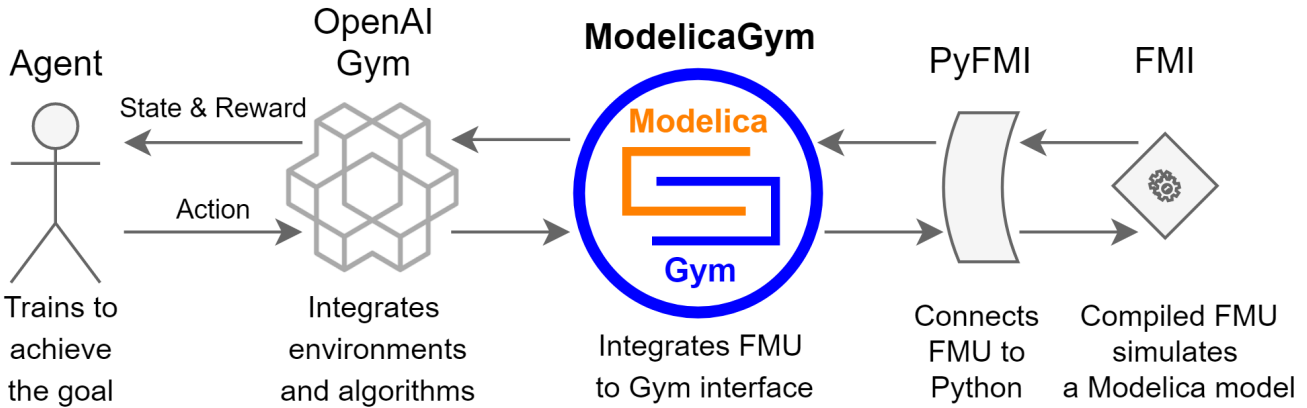 Agent
OpenAI
Gym
ModelicaGym
PyFMI
FMI
State & Reward
Action
Modelica
Gym
Trains to
achieve
the goal
Integrates
environments
and algorithms
Integrates FMU
to Gym interface
Connects
FMU to
Python
Compiled FMU
simulates
a Modelica model